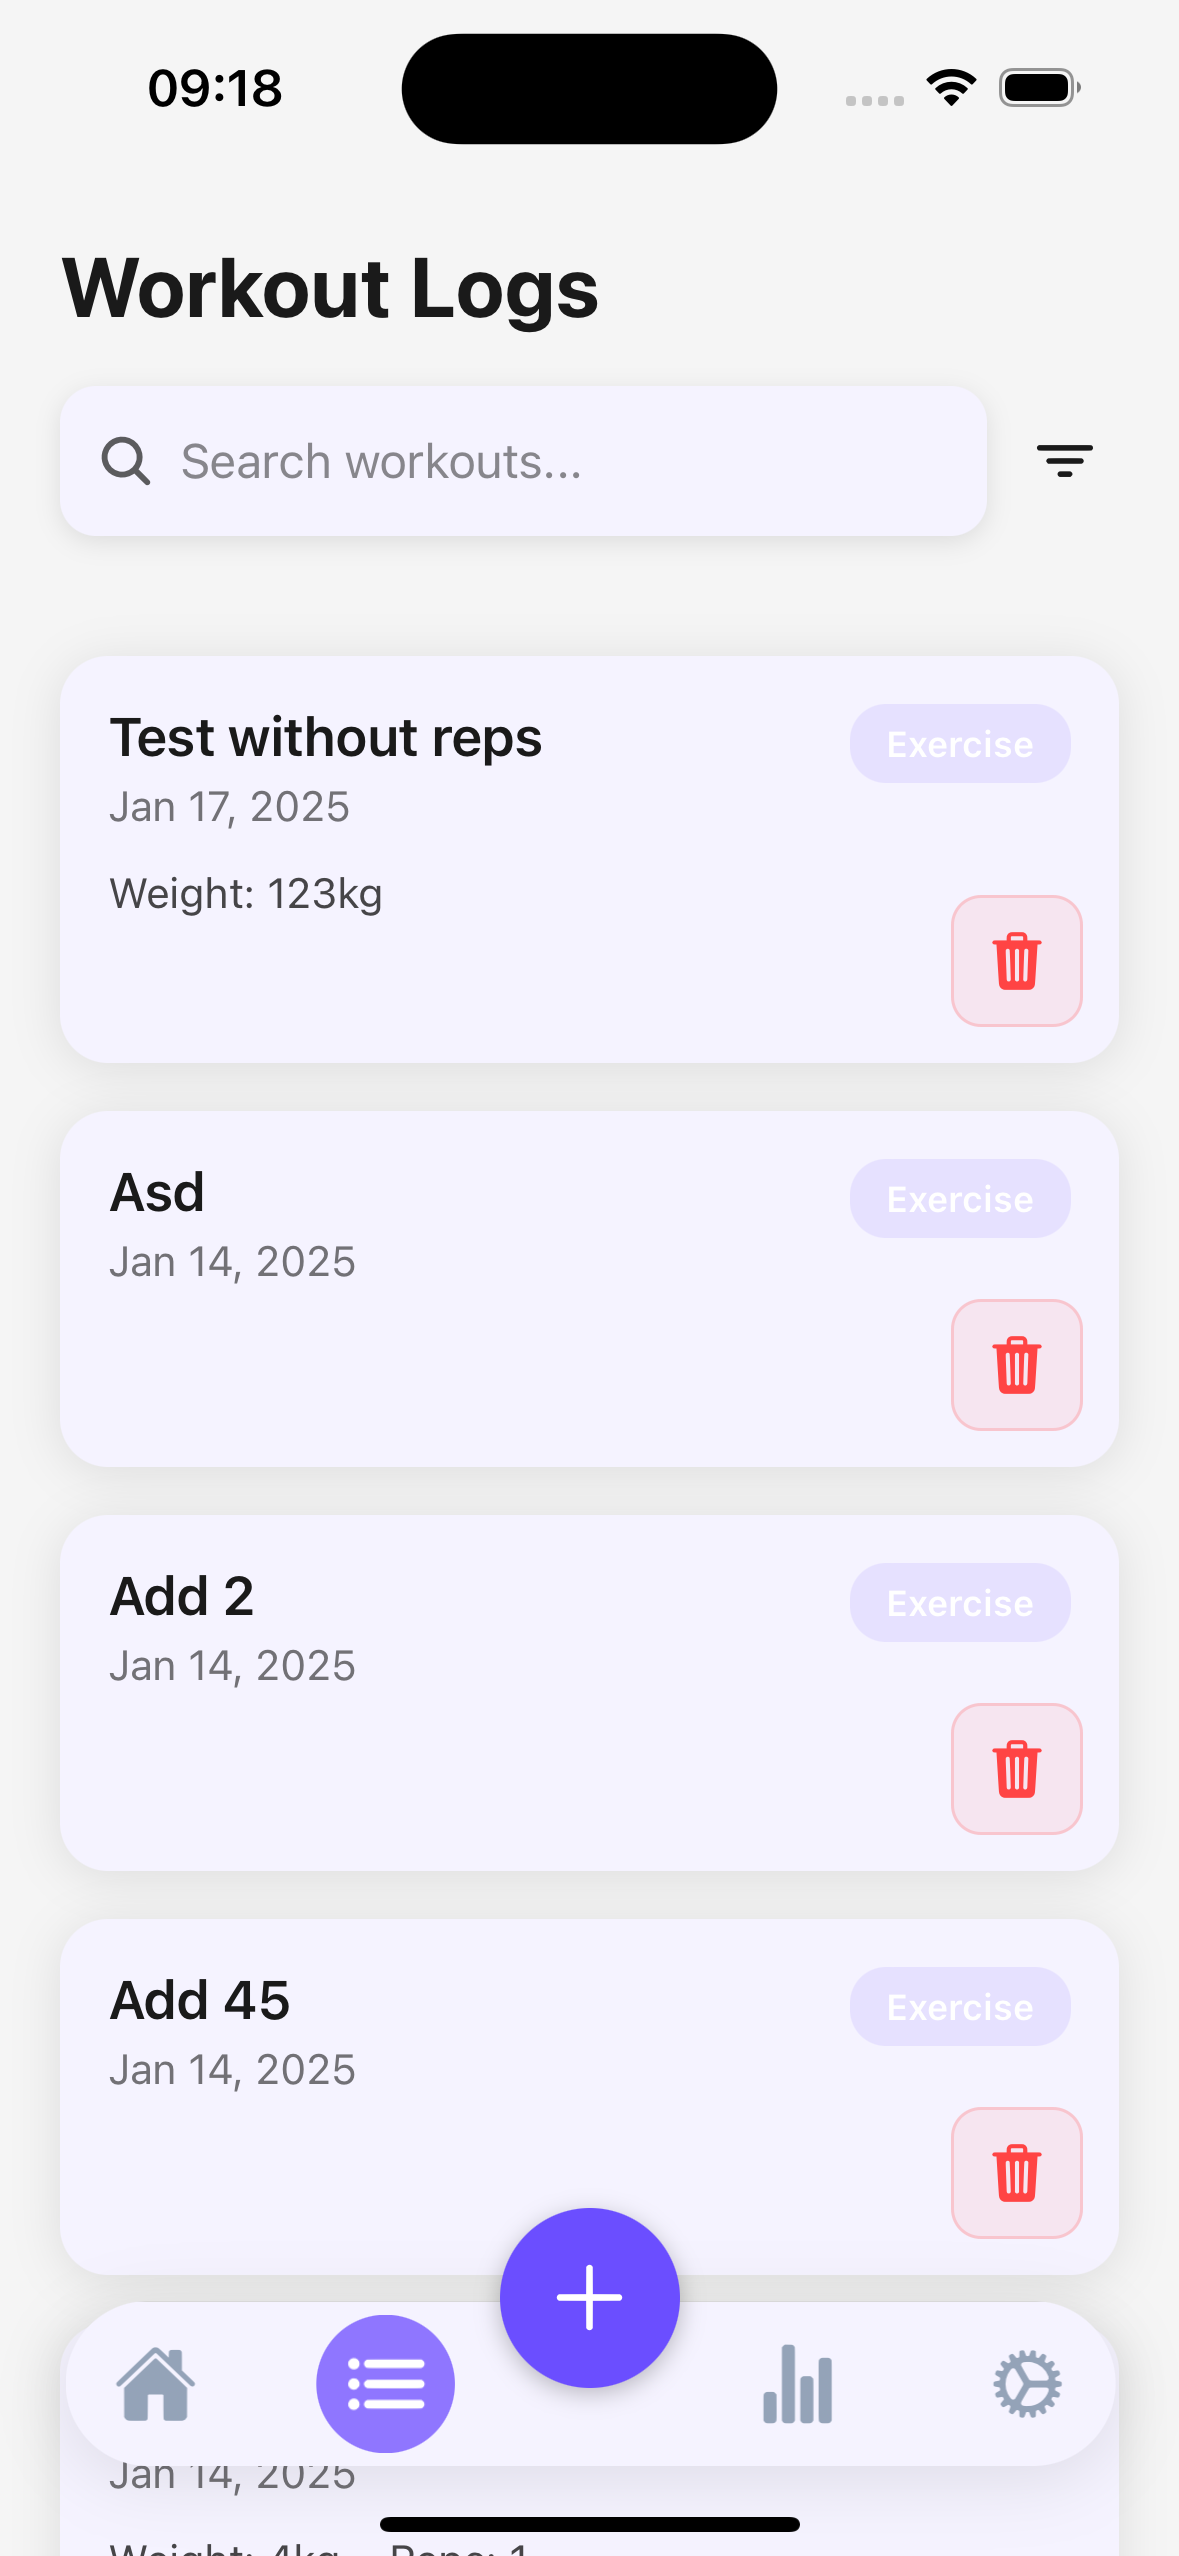 09:18
Workout Logs
Search workouts...
Test without reps
Exercise
Jan 17, 2025
Weight: 123kg
Asd
Exercise
Jan 14, 2025
Add 2
Exercise
Jan 14, 2025
Add 45
Exercise
Jan 14, 2025
Jan 14, 2025
Weight: 4kg Reps: 1